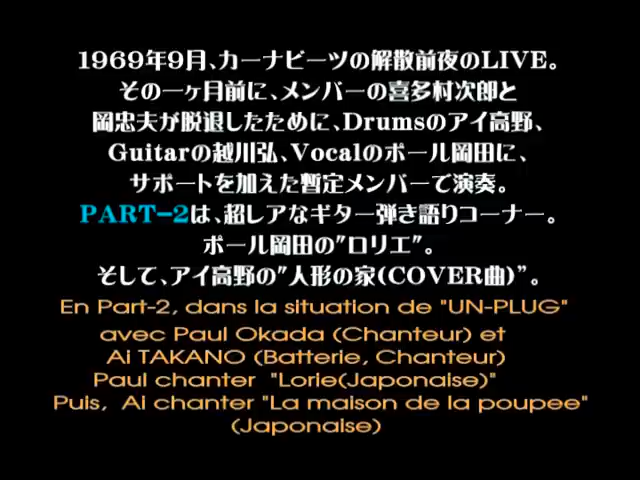 1969年9月、カーナビーツの解散前夜のLIVE。
その一ヶ月前に、メンバーの喜多村次郎と
岡忠夫が脱退したために、Drumsのアイ高野、
Guitarの越川弘、Vocalのポール岡田に、
サポートを加えた暫定メンバーで演奏。
PART-2は、超レアなギター弾き語りコーナー。
ポール岡田の"ロリエ"。
そして、アイ高野の"人形の家(COVER曲)"。
En Part-2, dans la situation de "UN-PLUG"
avec Paul Okada (Chanteur) et
Ai TAKANO (Batterie, Chanteur)
Paul chanter "Lorie(Japonaise)"
Puis, Ai chanter "La maison de la poupee"
(Japonaise)